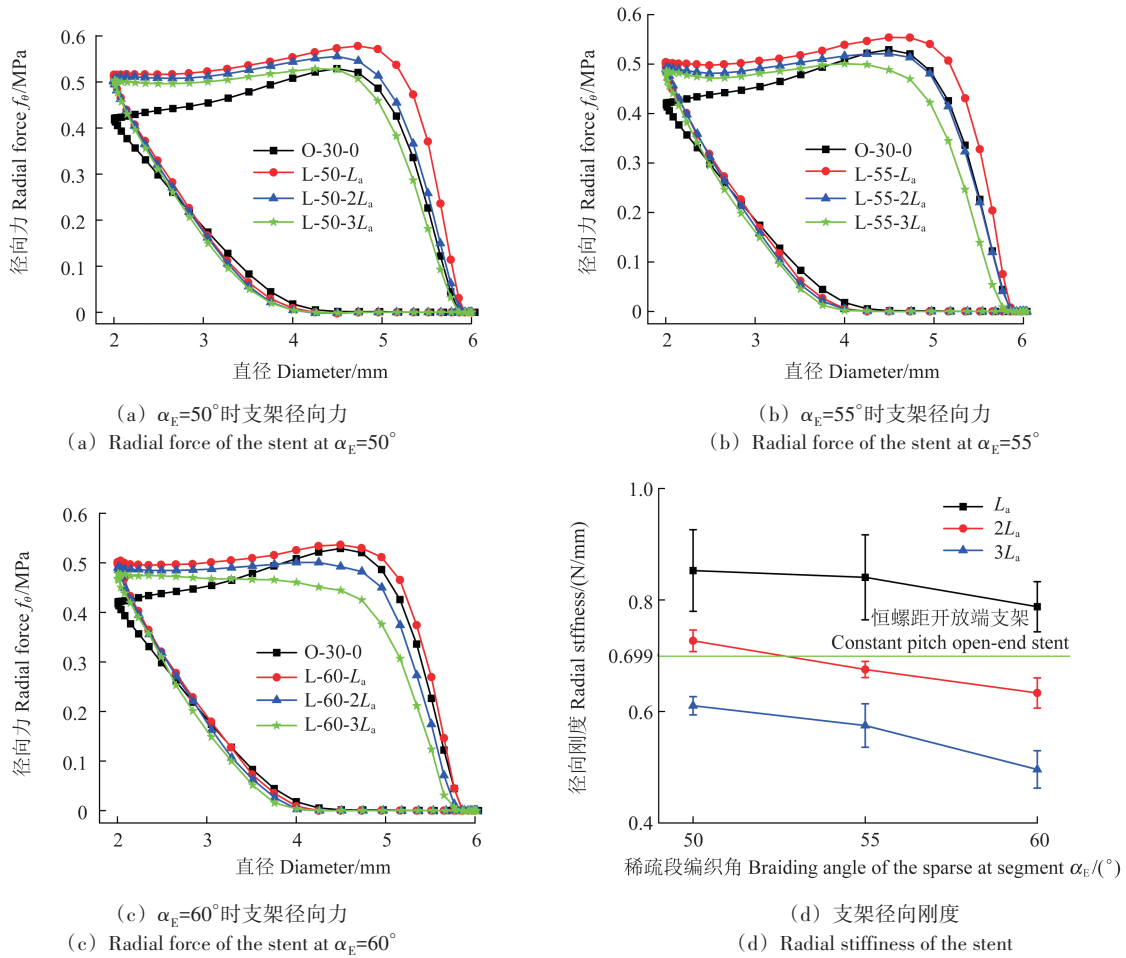 0.6
0.5
0.4
0.3
0.2
0.1
0
径向力 Radial force fθ/MPa
O-30-0
L-50-La
L-50-2La
L-50-3La
2 3 4 5 6
直径 Diameter/mm
(a) αE=50°时支架径向力
(a) Radial force of the stent at αE=50°
0.6
0.5
0.4
0.3
0.2
0.1
0
径向力 Radial force fθ/MPa
O-30-0
L-55-La
L-55-2La
L-55-3La
2 3 4 5 6
直径 Diameter/mm
(b) αE=55°时支架径向力
(b) Radial force of the stent at αE=55°
0.6
0.5
0.4
0.3
0.2
0.1
0
径向力 Radial force fθ/MPa
O-30-0
L-60-La
L-60-2La
L-60-3La
2 3 4 5 6
直径 Diameter/mm
(c) αE=60°时支架径向力
(c) Radial force of the stent at αE=60°
1.0
0.8
0.699
0.6
0.4
径向刚度 Radial stffness/(N/mm)
La
2La
3La
恒螺距开放端支架
Constant pitch open-end stent
50 55 60
稀疏段编织角 Braiding angle of the sparse at segment αE/(°)
(d) 支架径向刚度
(d) Radial stiffness of the stent